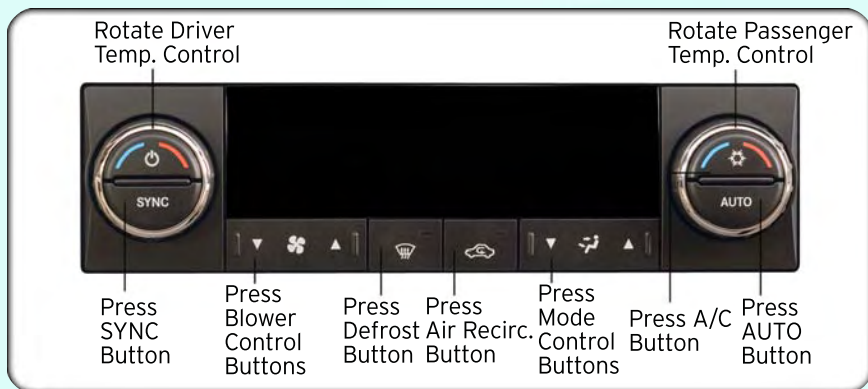 Rotate Driver
Temp. Control
Rotate Passenger
Temp. Control
SYNC
AUTO
Press
SYNC
Button
Press
Blower
Control
Buttons
Press
Defrost
Button
Press
Air Recirc.
Button
Press
Mode
Control
Buttons
Press A/C
Button
Press
AUTO
Button